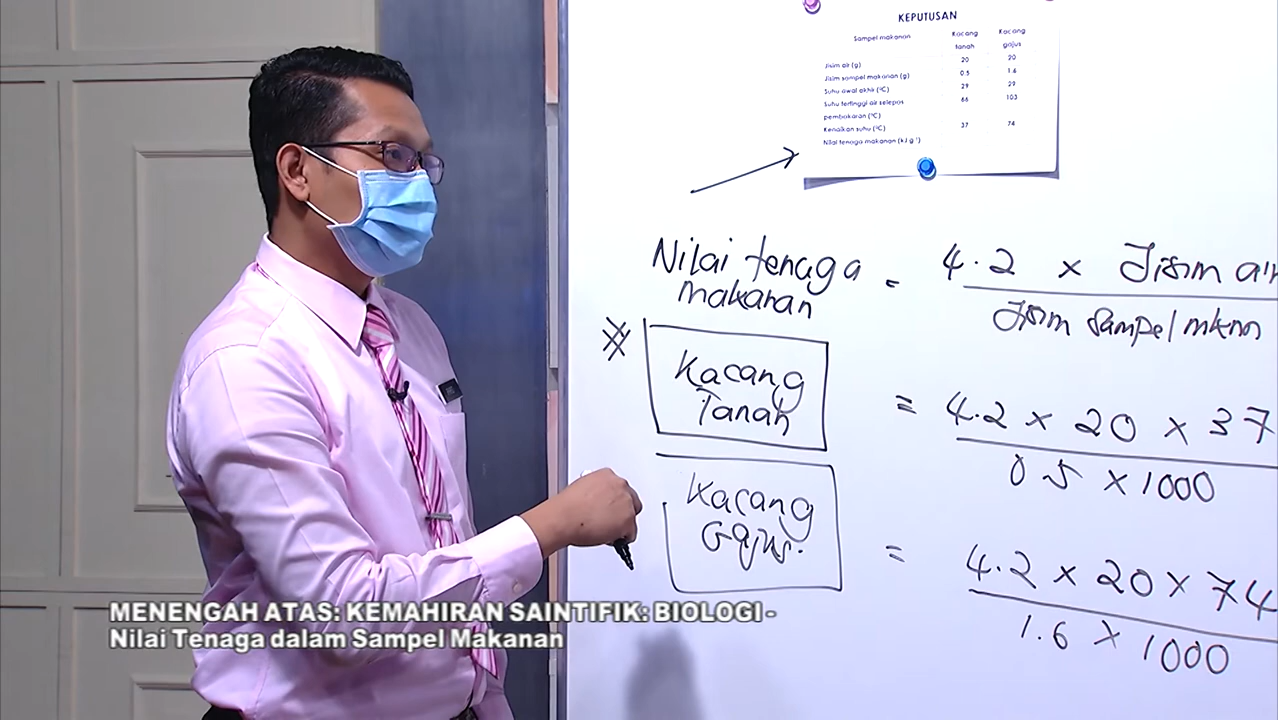 KEPUTUSAN
Sampel makanan Kacang tanah Kacang gajus
Jisim air (g) 20 20
Jisim sampel makanan (g) 0.5 1.6
Suhu awal akhir (°C) 29 29
Suhu tertinggi air selepas pembakaran (°C) 66 103
Kenaikan suhu (°C) 37 74
Nilai tenaga makanan (kJ g⁻¹)
Nilai tenaga makanan = 4.2 x Jisim air
Jisim Sampel mknn
Kacang Tanah = 4.2 x 20 x 37
0.5 x 1000
Kacang Gajus. = 4.2 x 20 x 74
1.6 x 1000
MENENGAH ATAS: KEMAHIRAN SAINTIFIK: BIOLOGI -
Nilai Tenaga dalam Sampel Makanan